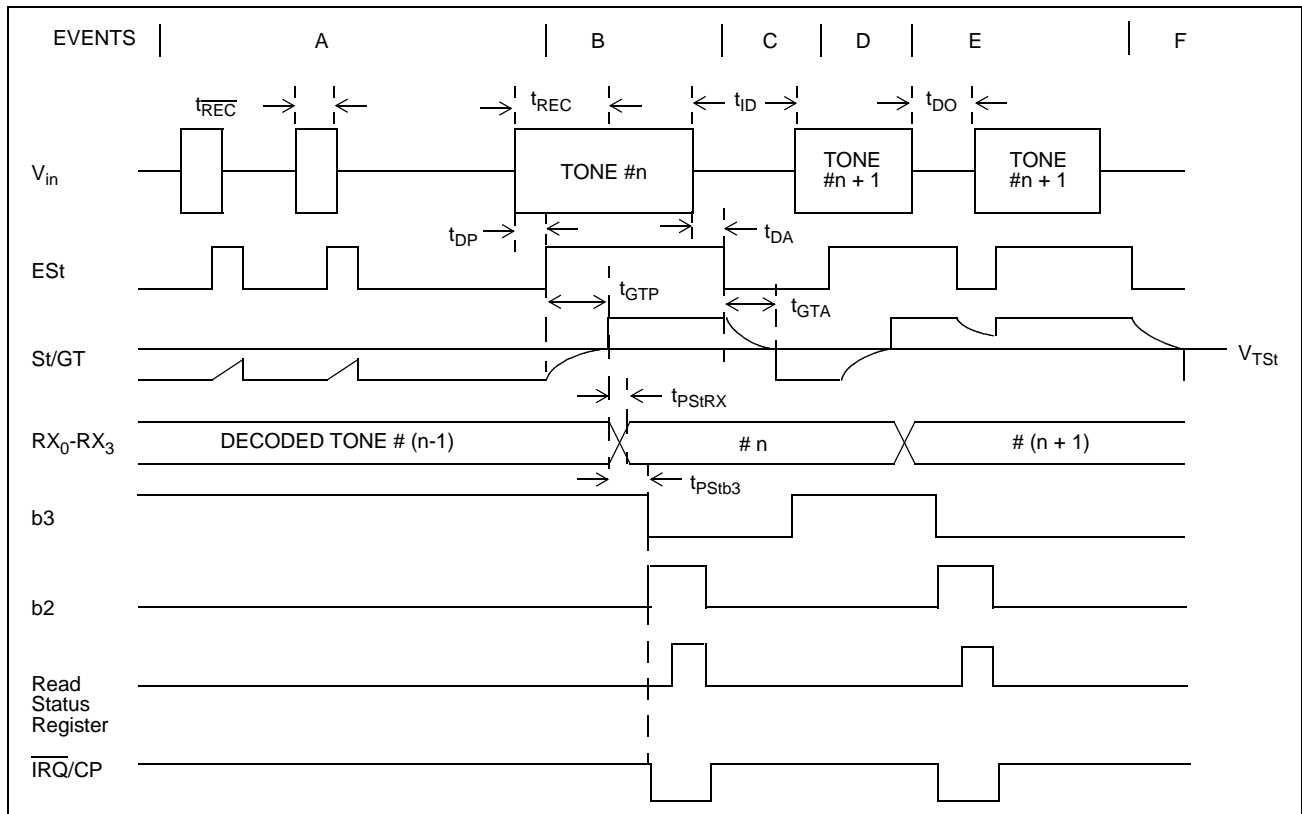 EVENTS A B C D E F
tREC tREC tID tDO
Vin TONE #n TONE #n + 1 TONE #n + 1
tDP tDA
ESt
tGTP tGTA
St/GT VTSt
tPStRX
RX0-RX3 DECODED TONE # (n-1) # n # (n + 1)
tPStb3
b3
b2
Read
Status
Register
IRQ/CP